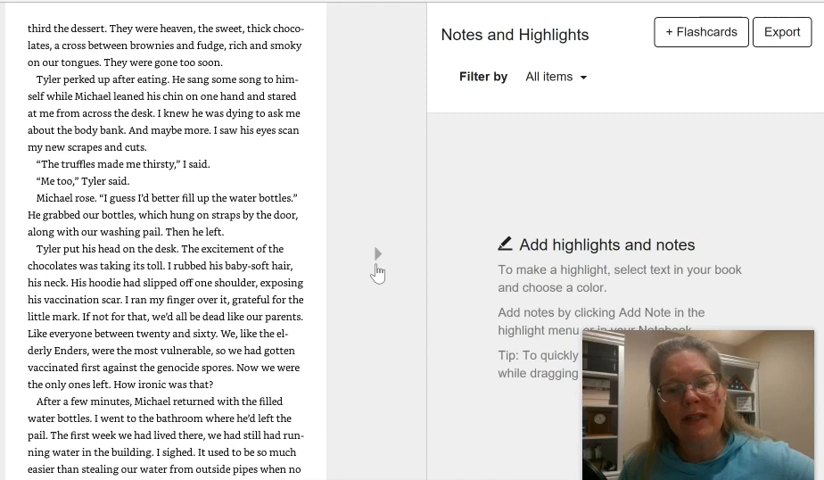 third the dessert. They were heaven, the sweet, thick choco-
lates, a cross between brownies and fudge, rich and smoky
on our tongues. They were gone too soon.
Tyler perked up after eating. He sang some song to him-
self while Michael leaned his chin on one hand and stared
at me from across the desk. I knew he was dying to ask me
about the body bank. And maybe more. I saw his eyes scan
my new scrapes and cuts.
“The truffles made me thirsty,” I said.
“Me too,” Tyler said.
Michael rose. “I guess I’d better fill up the water bottles.”
He grabbed our bottles, which hung on straps by the door,
along with our washing pail. Then he left.
Tyler put his head on the desk. The excitement of the
chocolates was taking its toll. I rubbed his baby-soft hair,
his neck. His hoodie had slipped off one shoulder, exposing
his vaccination scar. I ran my finger over it, grateful for the
little mark. If not for that, we’d all be dead like our parents.
Like everyone between twenty and sixty. We, like the el-
derly Enders, were the most vulnerable, so we had gotten
vaccinated first against the genocide spores. Now we were
the only ones left. How ironic was that?
After a few minutes, Michael returned with the filled
water bottles. I went to the bathroom where he’d left the
pail. The first week we had lived there, we had still had run-
ning water in the building. I sighed. It used to be so much
easier than stealing our water from outside pipes when no
Notes and Highlights
+ Flashcards
Export
Filter by All items
Add highlights and notes
To make a highlight, select text in your book
and choose a color.
Add notes by clicking Add Note in the
highlight menu or in your Notebook.
Tip: To quickly
while dragging